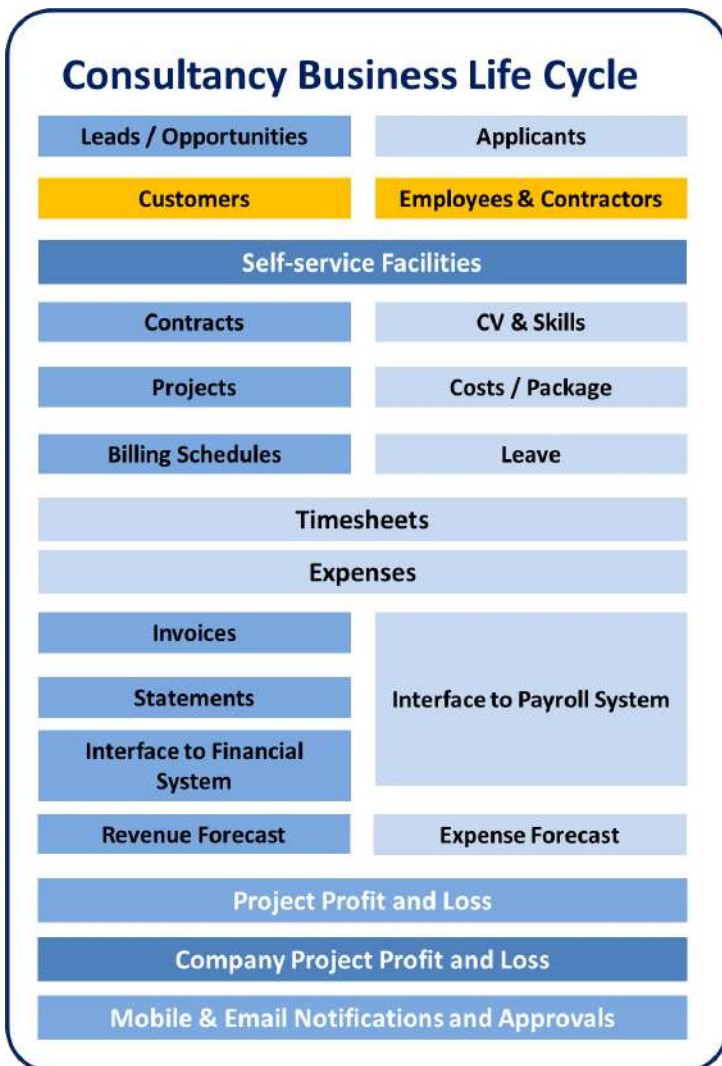 Consultancy Business Life Cycle
Leads / Opportunities
Applicants
Customers
Employees & Contractors
Self-service Facilities
Contracts
CV & Skills
Projects
Costs / Package
Billing Schedules
Leave
Timesheets
Expenses
Invoices
Statements
Interface to Payroll System
Interface to Financial
System
Revenue Forecast
Expense Forecast
Project Profit and Loss
Company Project Profit and Loss
Mobile & Email Notifications and Approvals